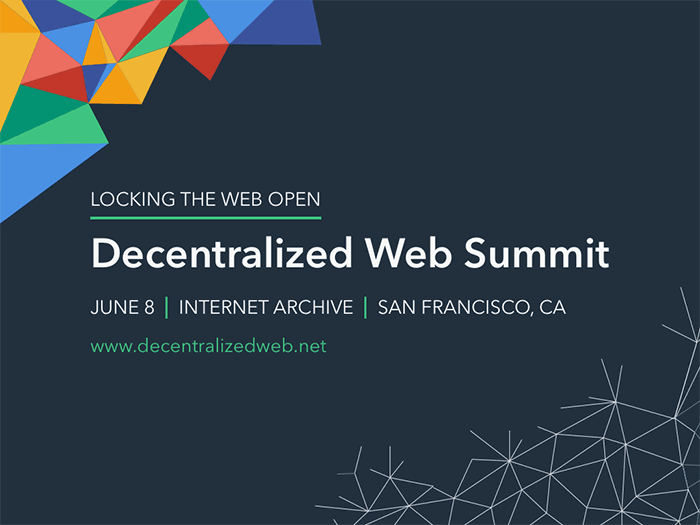 LOCKING THE WEB OPEN
Decentralized Web Summit
JUNE 8 | INTERNET ARCHIVE | SAN FRANCISCO, CA
www.decentralizedweb.net